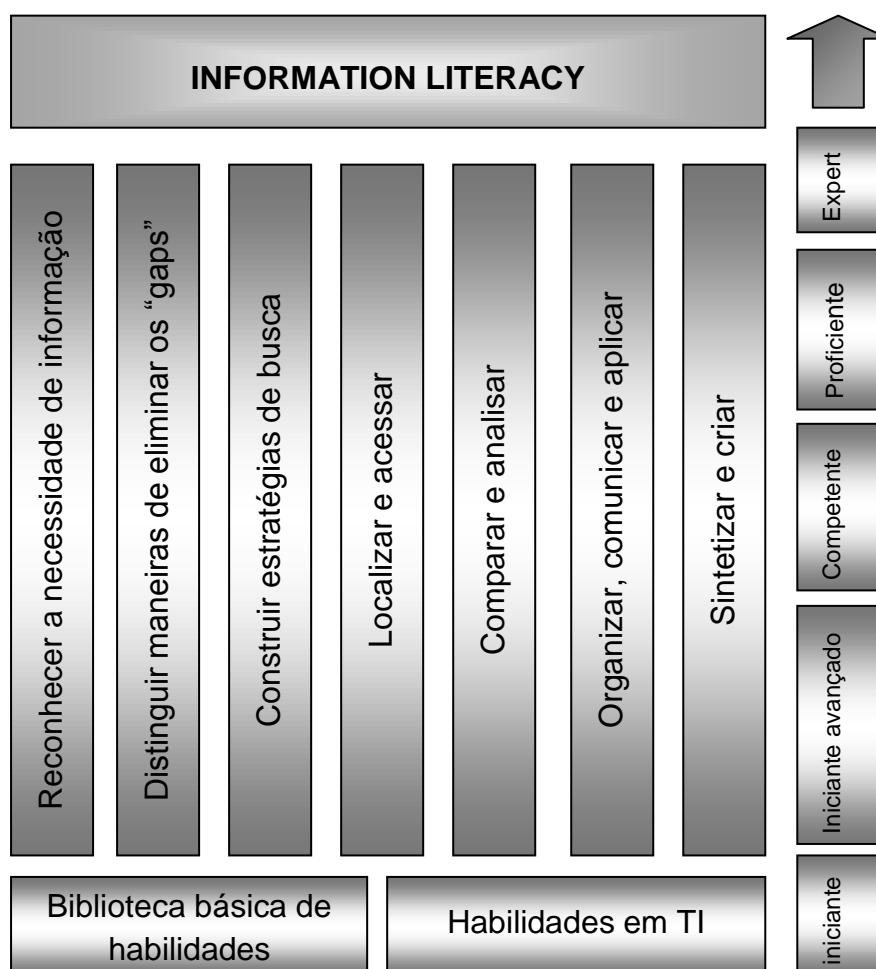 INFORMATION LITERACY
Reconhecer a necessidade de informação
Distinguir maneiras de eliminar os “gaps”
Construir estratégias de busca
Localizar e acessar
Comparar e analisar
Organizar, comunicar e aplicar
Sintetizar e criar
Biblioteca básica de
habilidades
Habilidades em TI
Expert
Proficiente
Competente
Iniciante avançado
iniciante